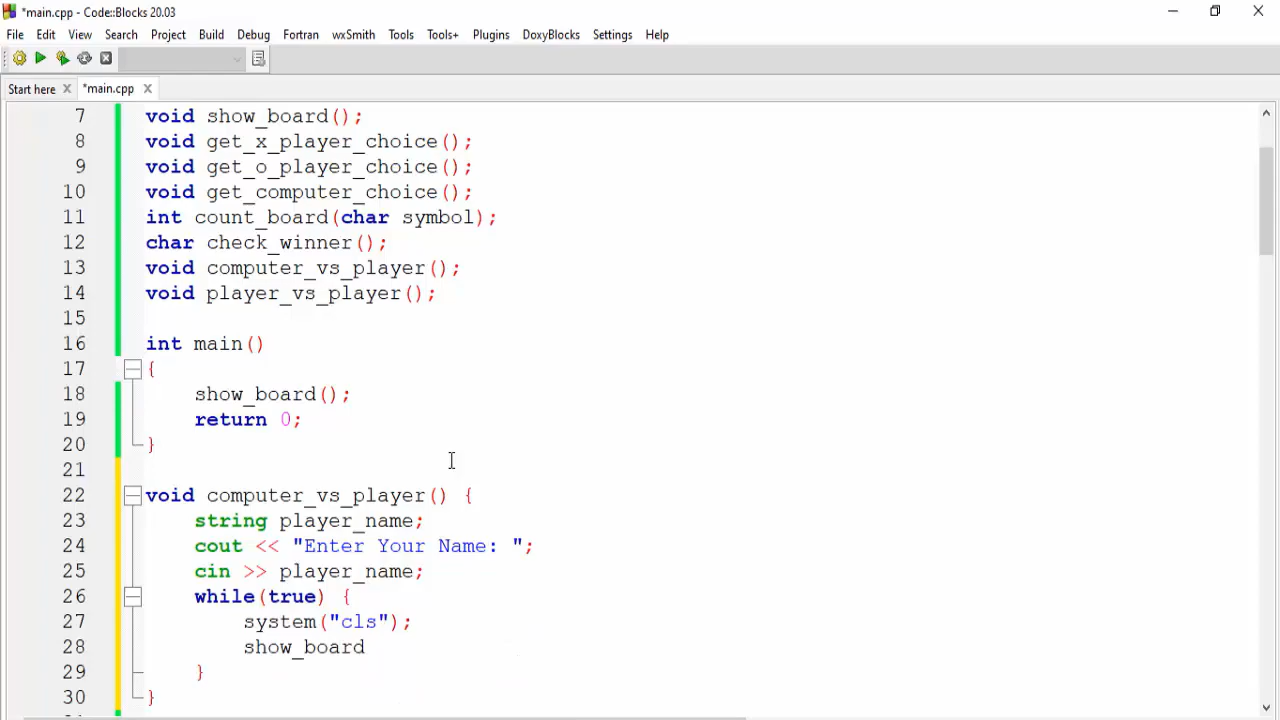 *main.cpp - Code::Blocks 20.03
File Edit View Search Project Build Debug Fortran wxSmith Tools Tools+ Plugins DoxyBlocks Settings Help
Start here *main.cpp
7 void show_board();
8 void get_x_player_choice();
9 void get_o_player_choice();
10 void get_computer_choice();
11 int count_board(char symbol);
12 char check_winner();
13 void computer_vs_player();
14 void player_vs_player();
15
16 int main()
17 {
18 show_board();
19 return 0;
20 }
21
22 void computer_vs_player() {
23 string player_name;
24 cout << "Enter Your Name: ";
25 cin >> player_name;
26 while(true) {
27 system("cls");
28 show_board
29 }
30 }